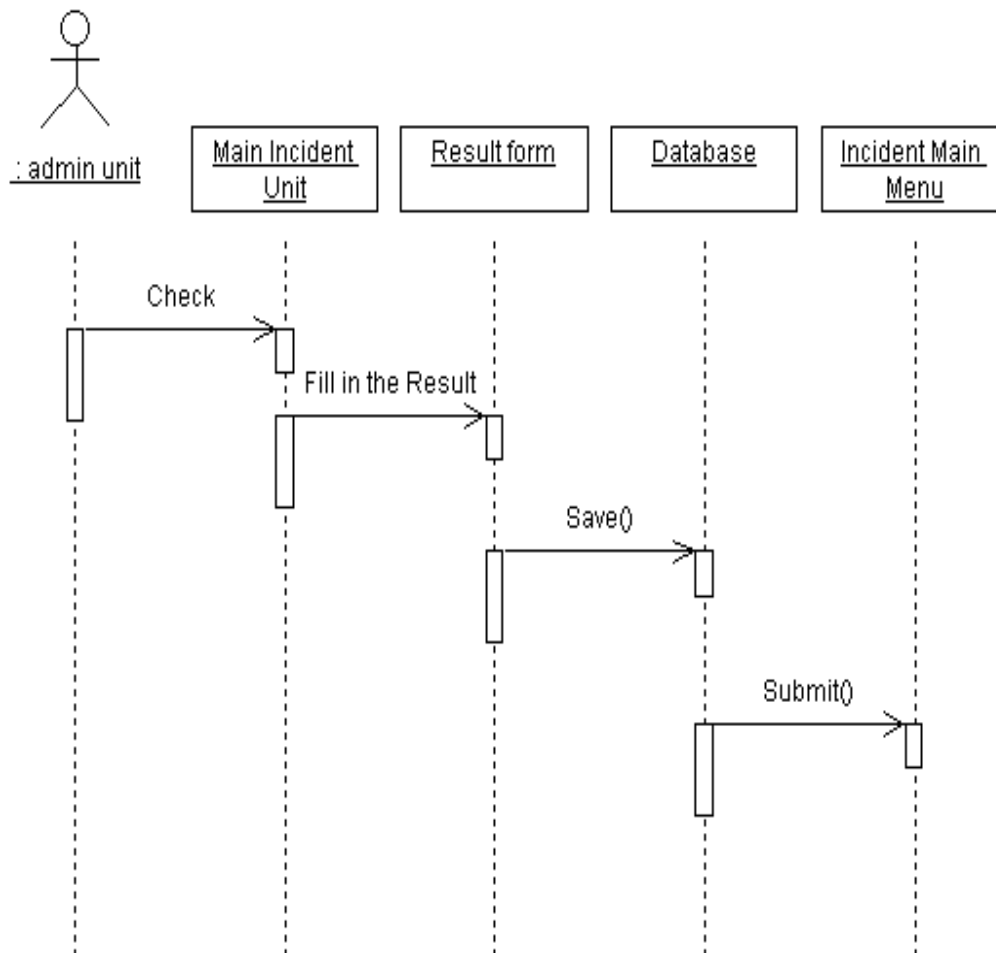 : admin unit
Main Incident
Unit
Result form
Database
Incident Main
Menu
Check
Fill in the Result
Save()
Submit()